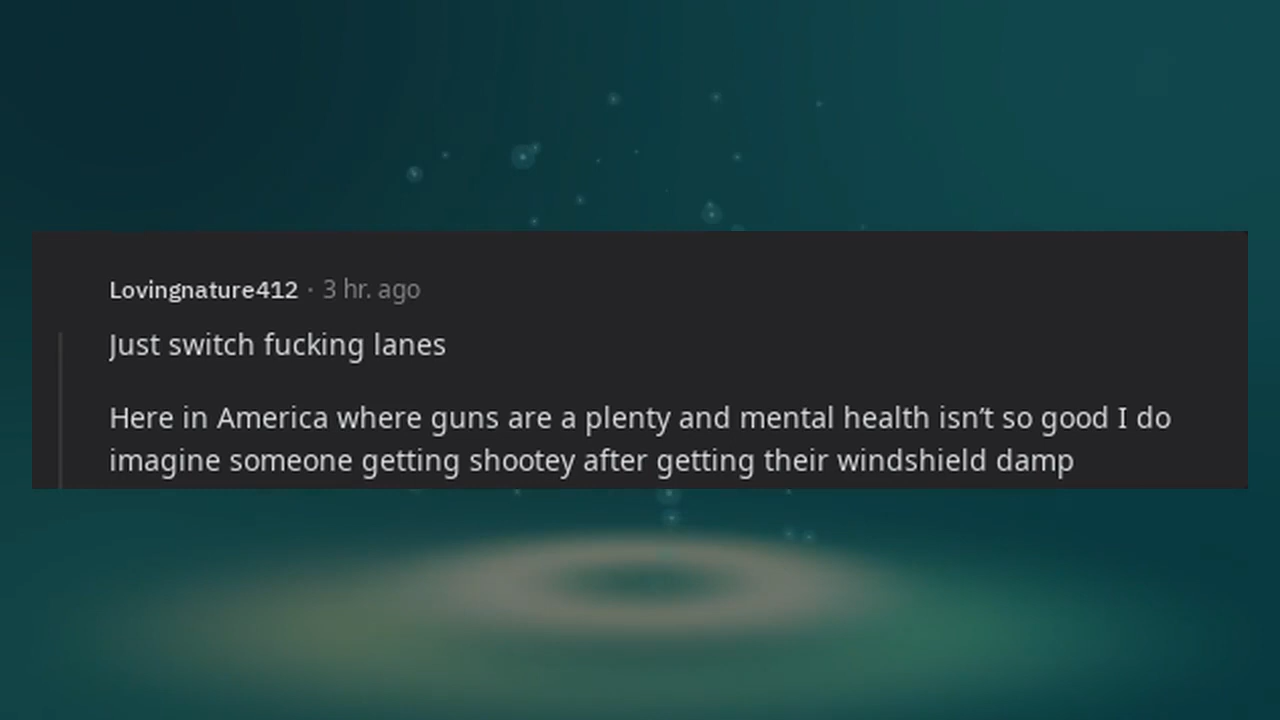 Lovingnature412 · 3 hr. ago
Just switch fucking lanes
Here in America where guns are a plenty and mental health isn’t so good I do
imagine someone getting shootey after getting their windshield damp